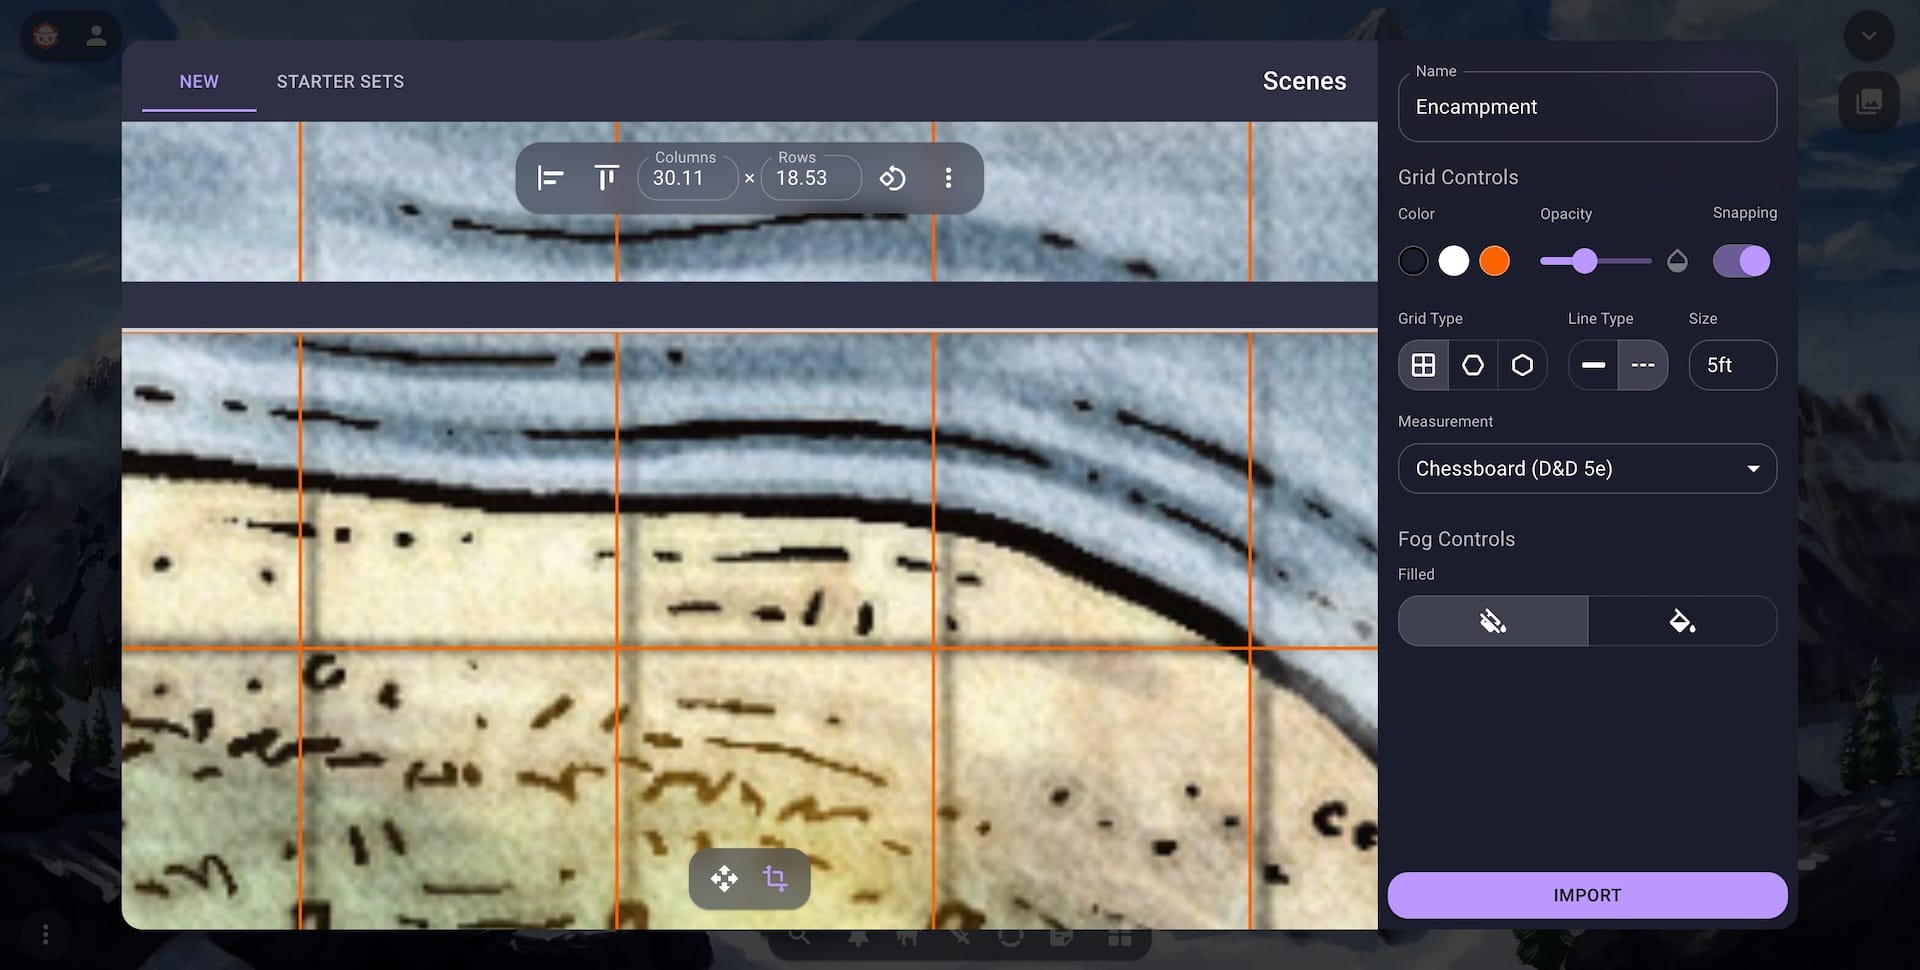 NEW
STARTER SETS
Scenes
Columns
30.11
×
Rows
18.53
Name
Encampment
Grid Controls
Color
Opacity
Snapping
Grid Type
Line Type
Size
5ft
Measurement
Chessboard (D&D 5e)
Fog Controls
Filled
IMPORT